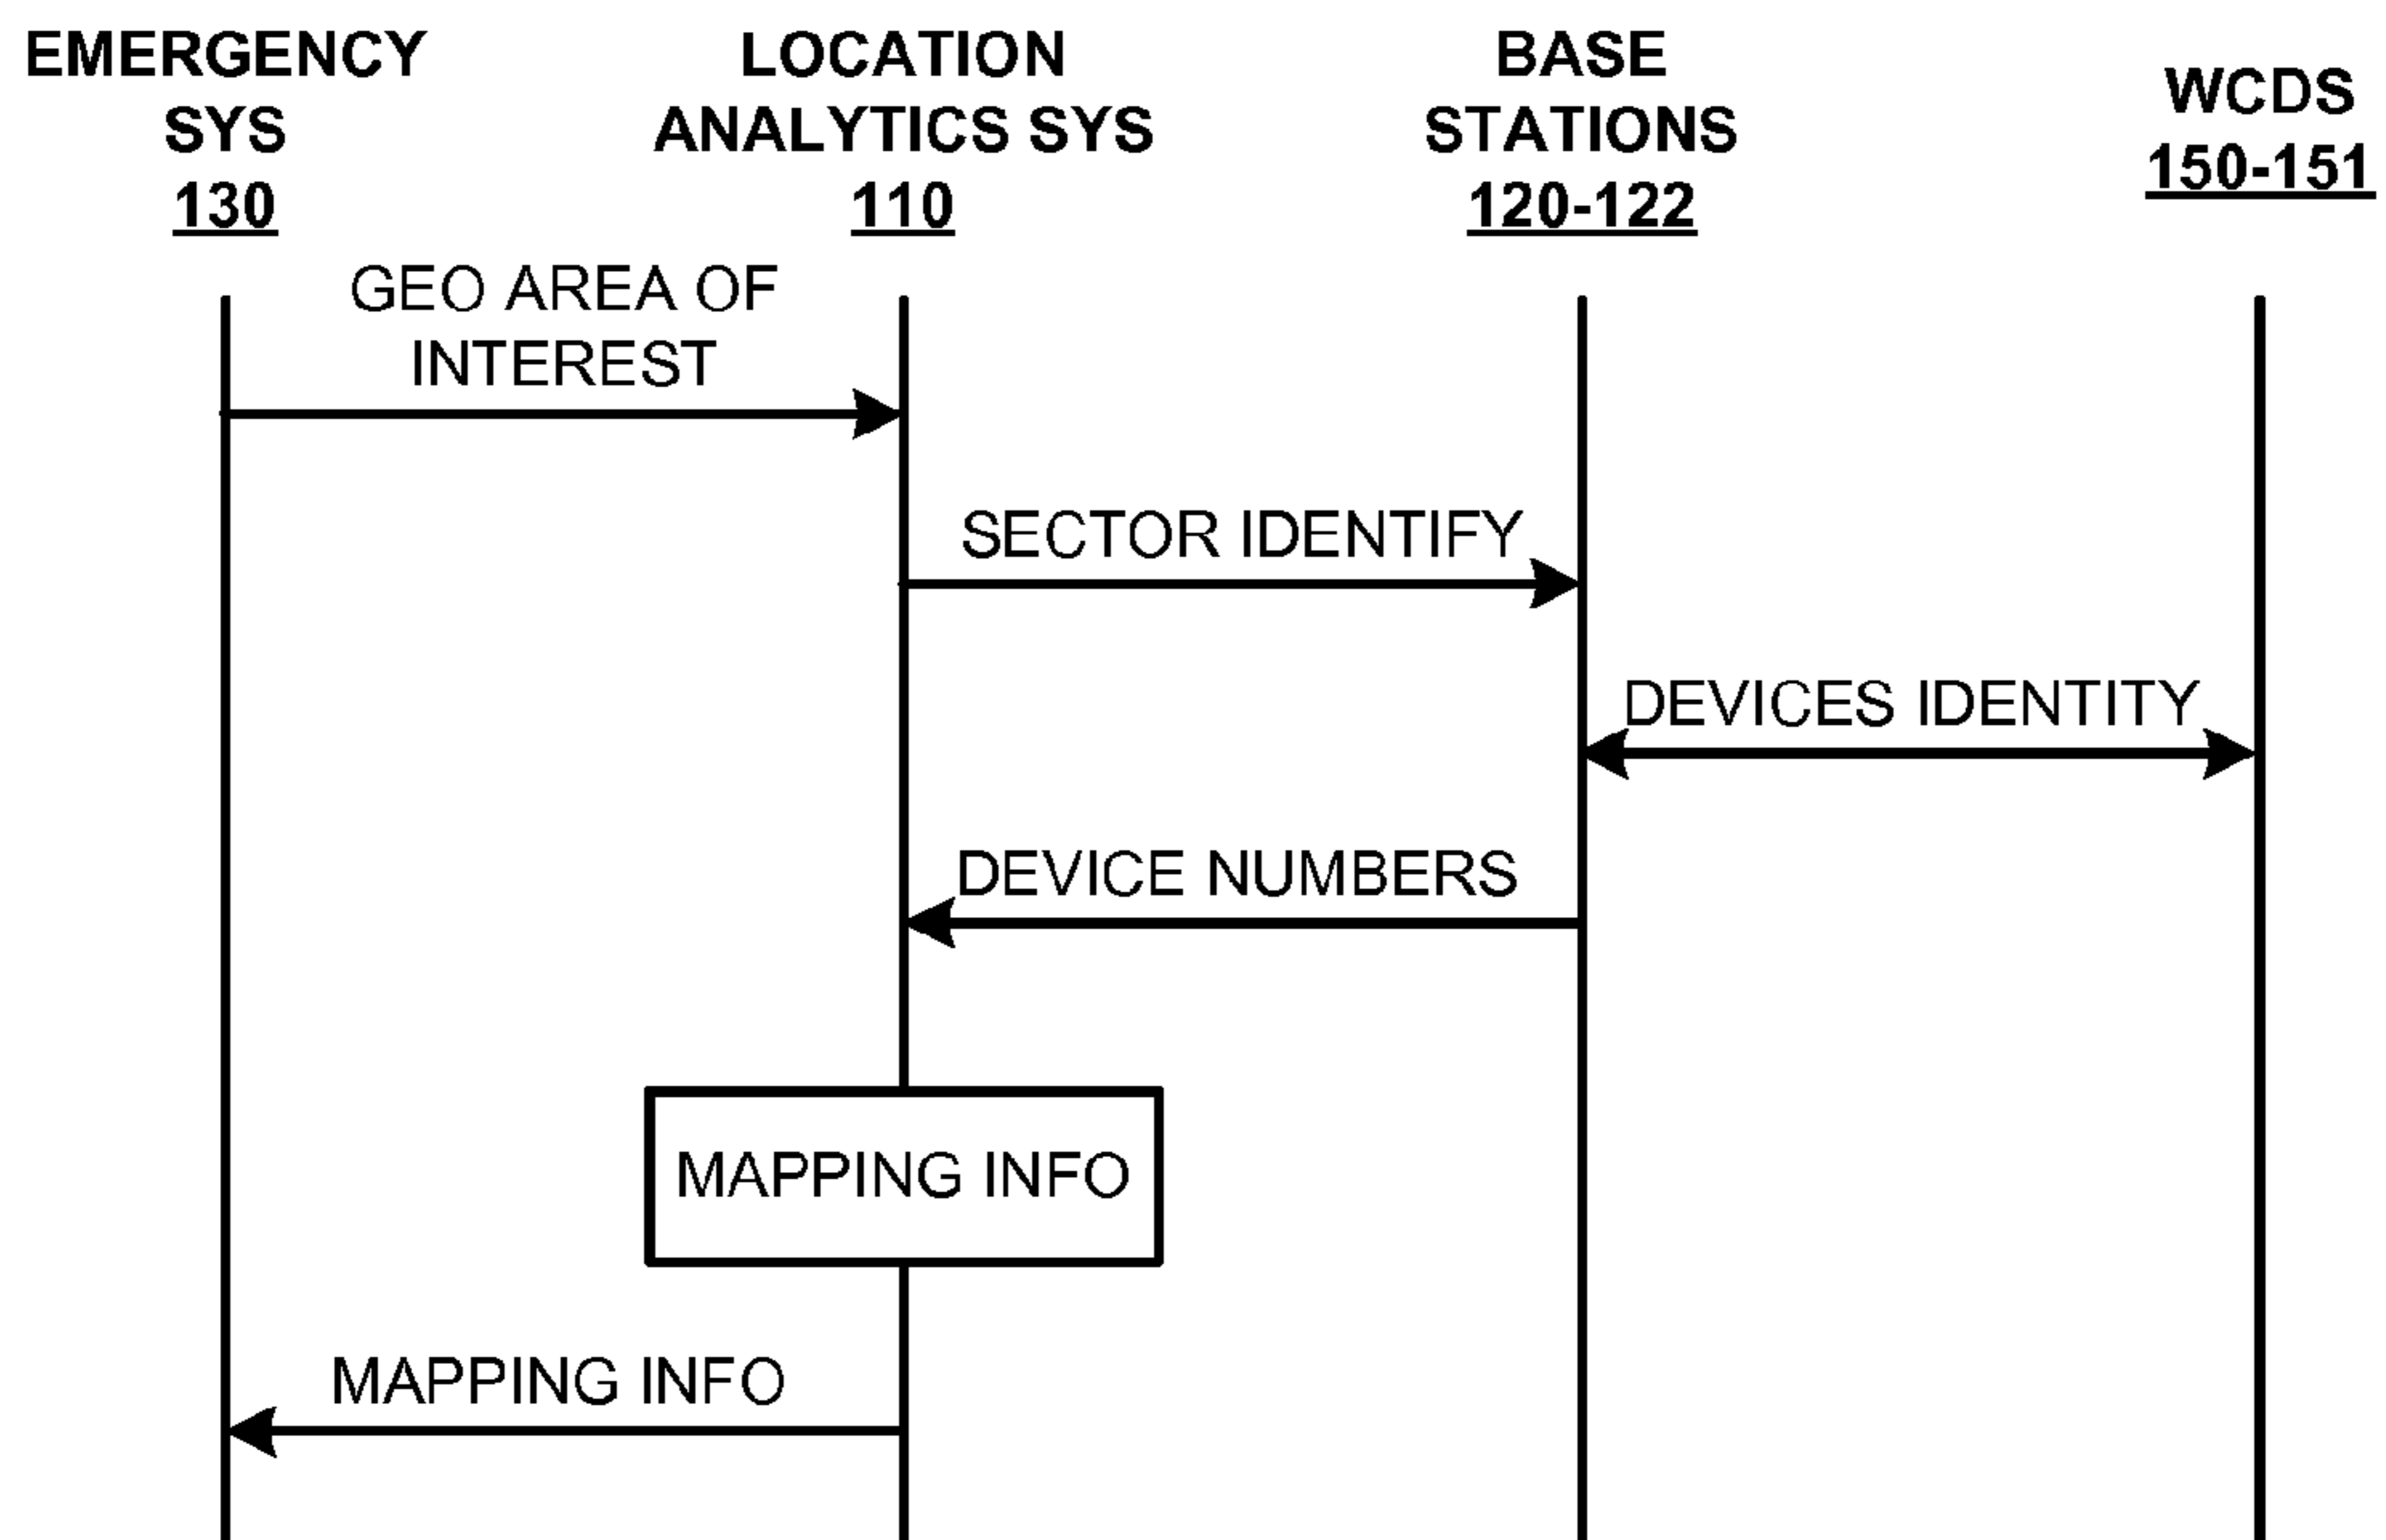 EMERGENCY
SYS
130
LOCATION
ANALYTICS SYS
110
BASE
STATIONS
120-122
WCDS
150-151
GEO AREA OF
INTEREST
SECTOR IDENTIFY
DEVICES IDENTITY
DEVICE NUMBERS
MAPPING INFO
MAPPING INFO